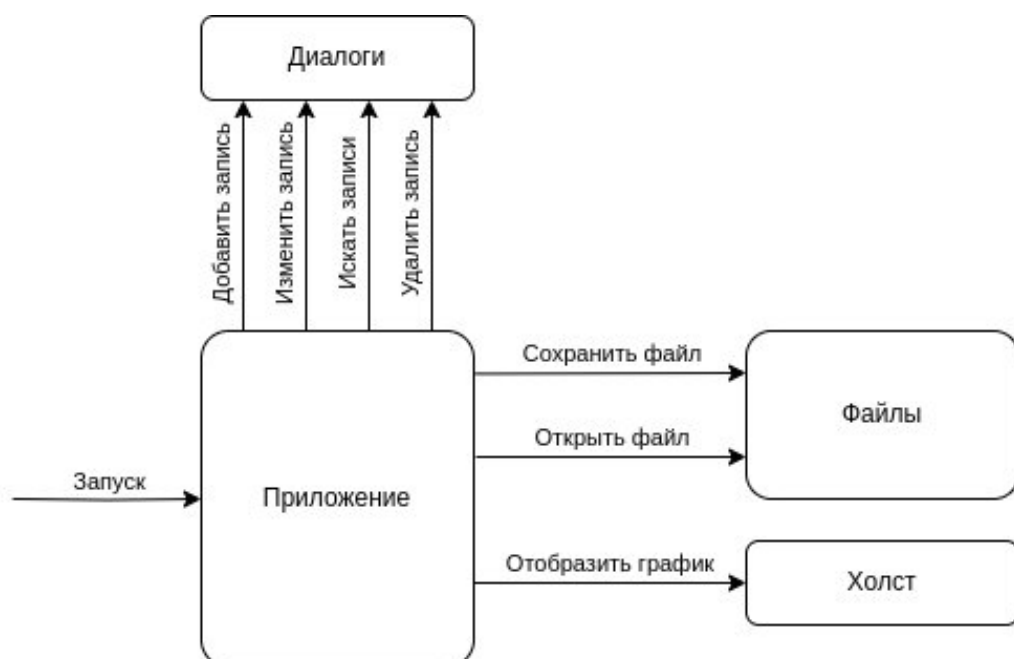 Диалоги
Добавить запись
Изменить запись
Искать записи
Удалить запись
Сохранить файл
Файлы
Открыть файл
Запуск
Приложение
Отобразить график
Холст